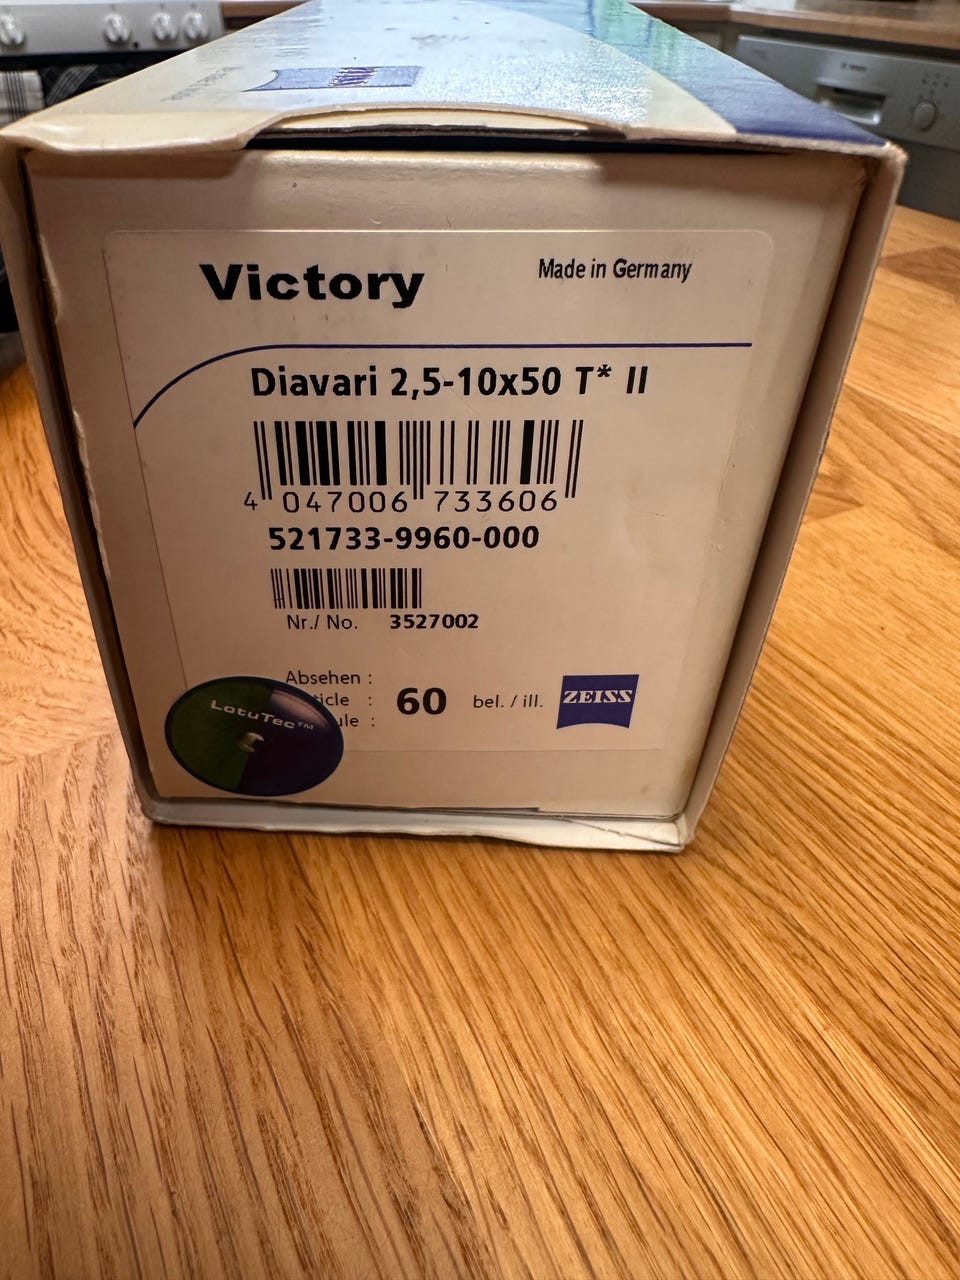 ZEISS
Victory
Made in Germany
Diavari 2,5-10x50 T* II
4 047006 733606
521733-9960-000
Nr./ No. 3527002
Absehen :
ticle : 60 bel. / ill.
ule :
ZEISS
LotuTec™